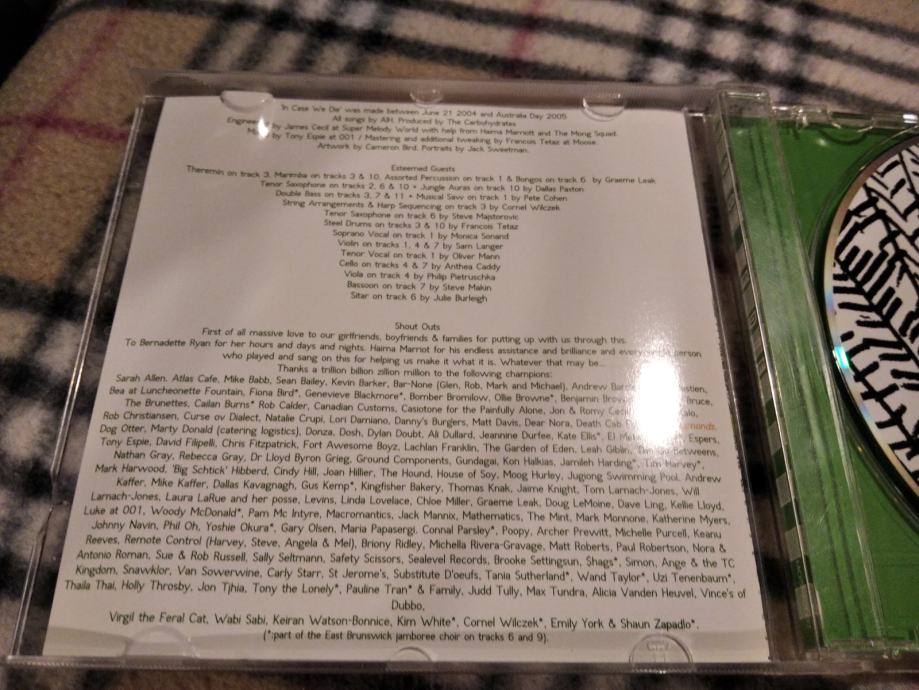 'In Case We Die' was made between June 21 2004 and Australia Day 2005
All songs by AIH. Produced by The Carbohydrates
by James Cecil at Super Melody World with help from Haima Marriott and The Mong Squad.
by Tony Espie at 001 / Mastering and additional tweaking by Francois Tetaz at Moose.
Artwork by Cameron Bird. Portraits by Jack Sweetman.
Esteemed Guests
Theremin on track 3, Marimba on tracks 3 & 10, Assorted Percussion on track 1 & Bongos on track 6 by Graeme Leak
Tenor Saxophone on tracks 2, 6 & 10 + Jungle Auras on track 10 by Dallas Paxton
Double Bass on tracks 3, 7 & 11 + Musical Saw on track 1 by Pete Cohen
String Arrangements & Harp Sequencing on track 3 by Cornel Wilczek
Tenor Saxophone on track 6 by Steve Majstorovic
Steel Drums on tracks 3 & 10 by Francois Tetaz
Soprano Vocal on track 1 by Monica Sonand
Violin on tracks 1, 4 & 7 by Sam Langer
Tenor Vocal on track 1 by Oliver Mann
Cello on tracks 4 & 7 by Anthea Caddy
Viola on track 4 by Philip Pietruschka
Bassoon on track 7 by Steve Makin
Sitar on track 6 by Julie Burleigh
Shout Outs
First of all massive love to our girlfriends, boyfriends & families for putting up with us through this.
To Bernadette Ryan for her hours and days and nights. Haima Marriot for his endless assistance and brilliance and person
who played and sang on this for helping us make it what it is. Whatever that may be...
Thanks a trillion billion zillion million to the following champions:
Sarah Allen. Atlas Cafe, Mike Babb, Sean Bailey, Kevin Barker, Bar-None (Glen, Rob, Mark and Michael), Andrew
Bea at Luncheonette Fountain, Fiona Bird*, Genevieve Blackmore*, Bomber Bromilow, Ollie Browne*, Benjamin Bruce,
The Brunettes, Cailan Burns* Rob Calder, Canadian Customs, Casiotone for the Painfully Alone, Jon & Romy
Rob Christiansen, Curse ov Dialect, Natalie Crupi, Lori Damiano, Danny's Burgers, Matt Davis, Dear Nora, Death
Dog Otter, Marty Donald (catering logistics), Donza, Dosh, Dylan Doubt, Ali Dullard, Jeannine Durfee, Kate Ellis*, El Espers,
Tony Espie, David Filipelli, Chris Fitzpatrick, Fort Awesome Boyz, Lachlan Franklin, The Garden of Eden, Leah Giblin,
Nathan Gray, Rebecca Gray, Dr Lloyd Byron Grieg, Ground Components, Gundagai, Kon Halkias, Jamileh Harding*, Tim Harvey*,
Mark Harwood, 'Big Schtick' Hibberd, Cindy Hill, Joan Hillier, The Hound, House of Soy, Moog Hurley, Jugiong Swimming Pool, Andrew
Kaffer, Mike Kaffer, Dallas Kavagnagh, Gus Kemp*, Kingfisher Bakery, Thomas Knak, Jaime Knight, Tom Larnach-Jones, Will
Larnach-Jones, Laura LaRue and her posse, Levins, Linda Lovelace, Chloe Miller, Graeme Leak, Doug LeMoine, Dave Ling, Kellie Lloyd,
Luke at 001, Woody McDonald*, Pam Mc Intyre, Macromantics, Jack Mannix, Mathematics, The Mint, Mark Monnone, Katherine Myers,
Johnny Navin, Phil Oh, Yoshie Okura*, Gary Olsen, Maria Papasergi. Connal Parsley*, Poopy, Archer Prewitt, Michelle Purcell, Keanu
Reeves, Remote Control (Harvey, Steve, Angela & Mel), Briony Ridley, Michella Rivera-Gravage, Matt Roberts, Paul Robertson, Nora &
Antonio Roman, Sue & Rob Russell, Sally Seltmann, Safety Scissors, Sealevel Records, Brooke Settingsun, Shags*, Simon, Ange & the TC
Kingdom, Snawklor, Van Sowerwine, Carly Starr, St Jerome's, Substitute D'oeufs, Tania Sutherland*, Wand Taylor*, Uzi Tenenbaum*,
Thaila Thai, Holly Throsby, Jon Tjhia, Tony the Lonely*, Pauline Tran* & Family, Judd Tully, Max Tundra, Alicia Vanden Heuvel, Vince's of
Dubbo,
Virgil the Feral Cat, Wabi Sabi, Keiran Watson-Bonnice, Kim White*, Cornel Wilczek*, Emily York & Shaun Zapadlo*.
(*:part of the East Brunswick jamboree choir on tracks 6 and 9).